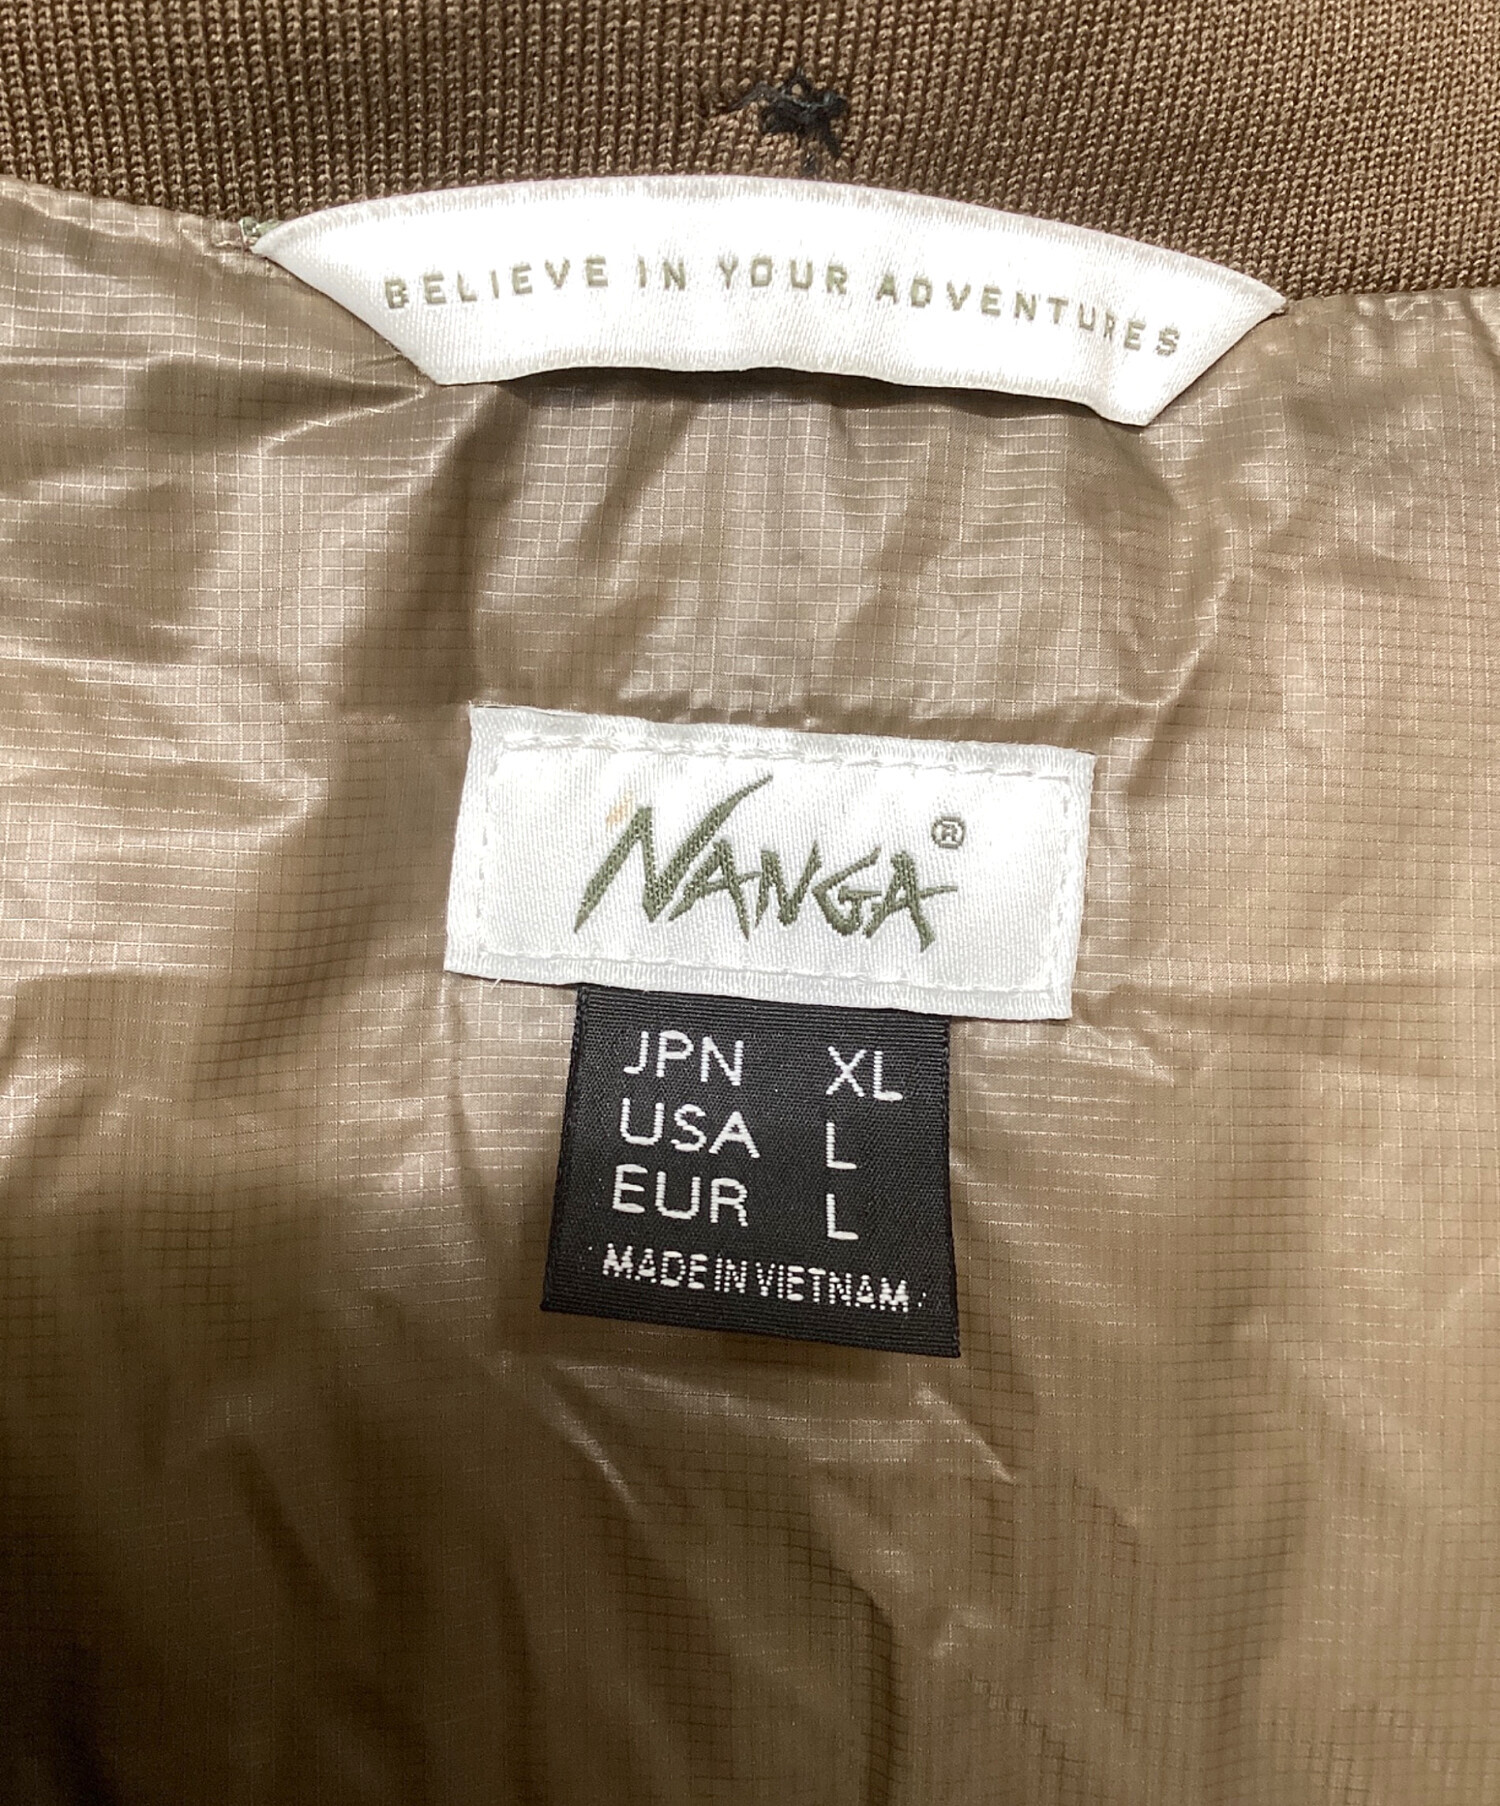 BELIEVE IN YOUR ADVENTURES
NANGA®
JPN XL
USA L
EUR L
MADE IN VIETNAM